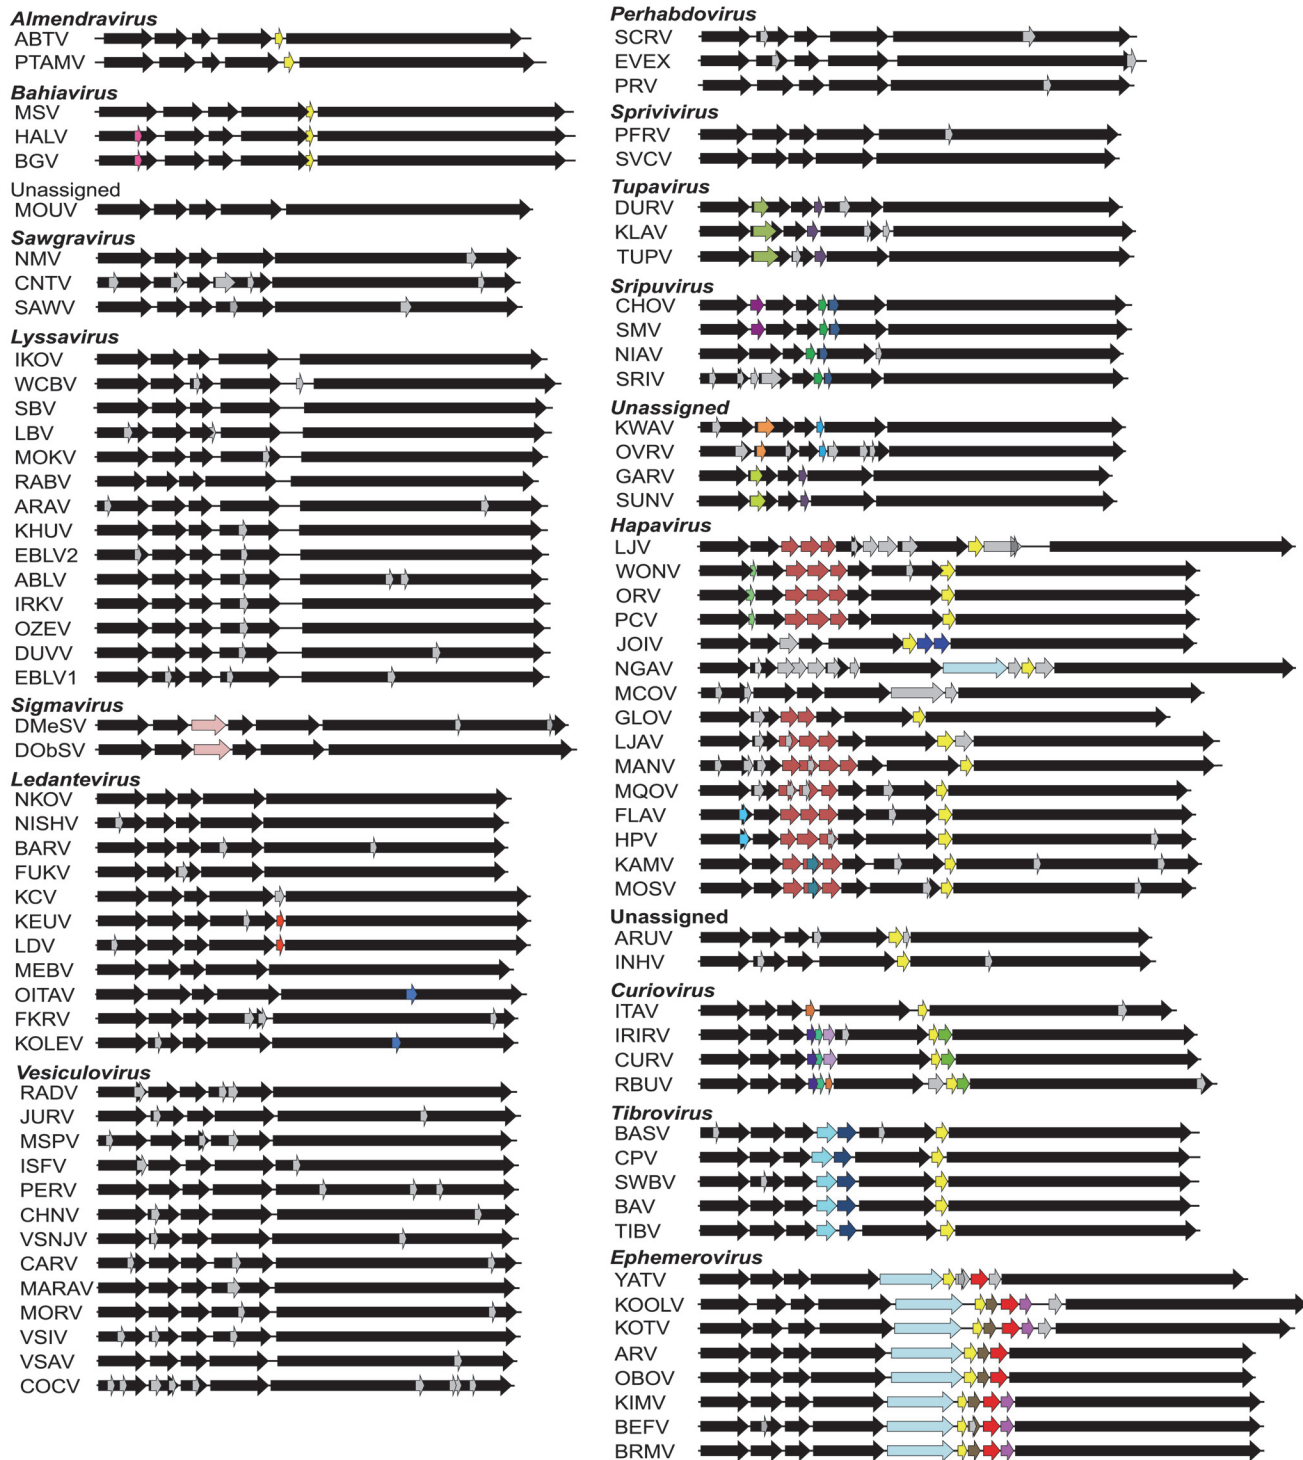 Almendravirus
ABTV
PTAMV
Bahiavirus
MSV
HALV
BGV
Unassigned
MOUV
Sawgravirus
NMV
CNTV
SAWV
Lyssavirus
IKOV
WCBV
SBV
LBV
MOKV
RABV
ARAV
KHUV
EBLV2
ABLV
IRKV
OZEV
DUVV
EBLV1
Sigmavirus
DMeSV
DObSV
Ledantevirus
NKOV
NISHV
BARV
FUKV
KCV
KEUV
LDV
MEBV
OITAV
FKRV
KOLEV
Vesiculovirus
RADV
JURV
MSPV
ISFV
PERV
CHNV
VSNJV
CARV
MARAV
MORV
VSIV
VSAV
COCV
Perhabdovirus
SCRV
EVEX
PRV
Sprivivirus
PFRV
SVCV
Tupavirus
DURV
KLAV
TUPV
Sripuvirus
CHOV
SMV
NIAV
SRIV
Unassigned
KWAV
OVRV
GARV
SUNV
Hapavirus
LJV
WONV
ORV
PCV
JOIV
NGAV
MCOV
GLOV
LJAV
MANV
MQOV
FLAV
HPV
KAMV
MOSV
Unassigned
ARUV
INHV
Curiovirus
ITAV
IRIRV
CURV
RBUV
Tibrovirus
BASV
CPV
SWBV
BAV
TIBV
Ephemerovirus
YATV
KOOLV
KOTV
ARV
OBOV
KIMV
BEFV
BRMV